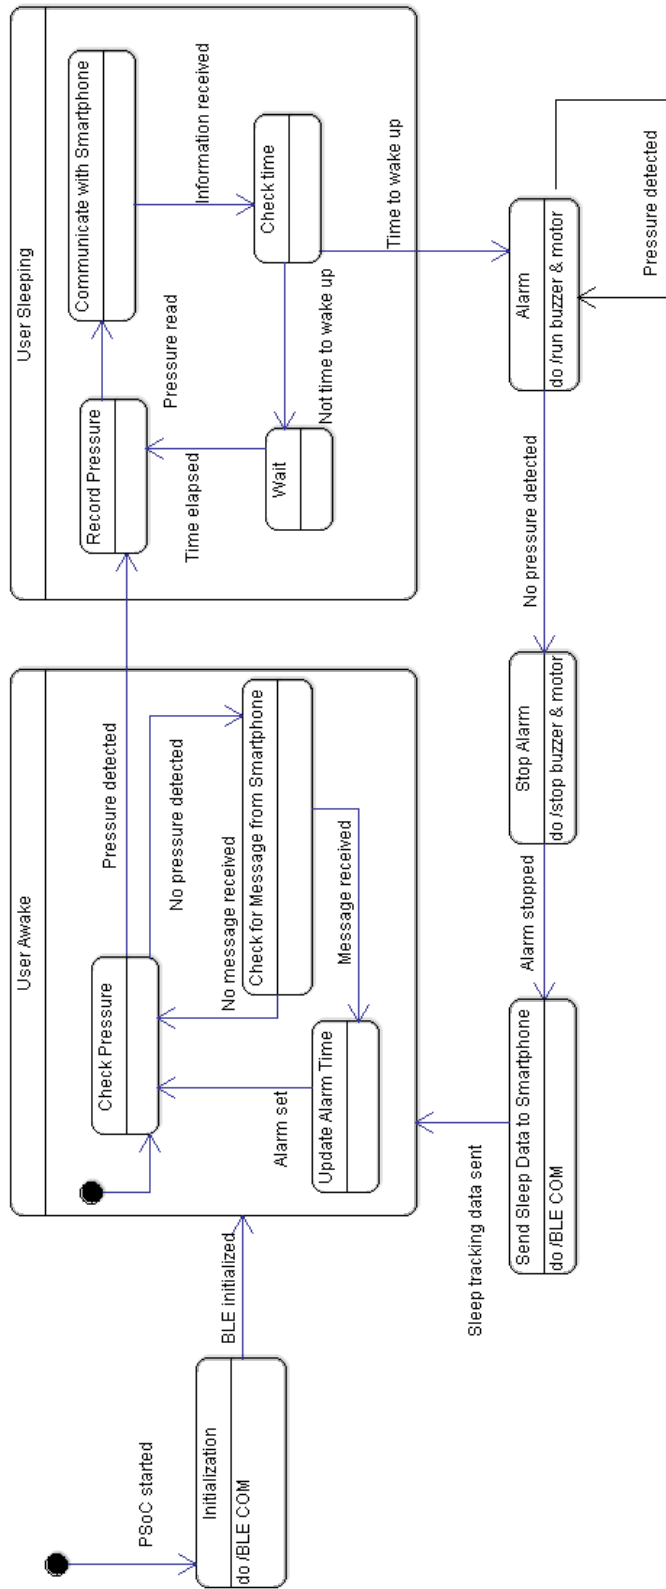 PSoC started
Initialization
do /BLE COM
BLE initialized
User Awake
Check Pressure
Pressure detected
No pressure detected
No message received
Check for Message from Smartphone
Message received
Alarm set
Update Alarm Time
User Sleeping
Record Pressure
Pressure read
Communicate with Smartphone
Information received
Check time
Time elapsed
Wait
Not time to wake up
Time to wake up
Alarm
do /run buzzer & motor
Pressure detected
No pressure detected
Stop Alarm
do /stop buzzer & motor
Alarm stopped
Send Sleep Data to Smartphone
do /BLE COM
Sleep tracking data sent